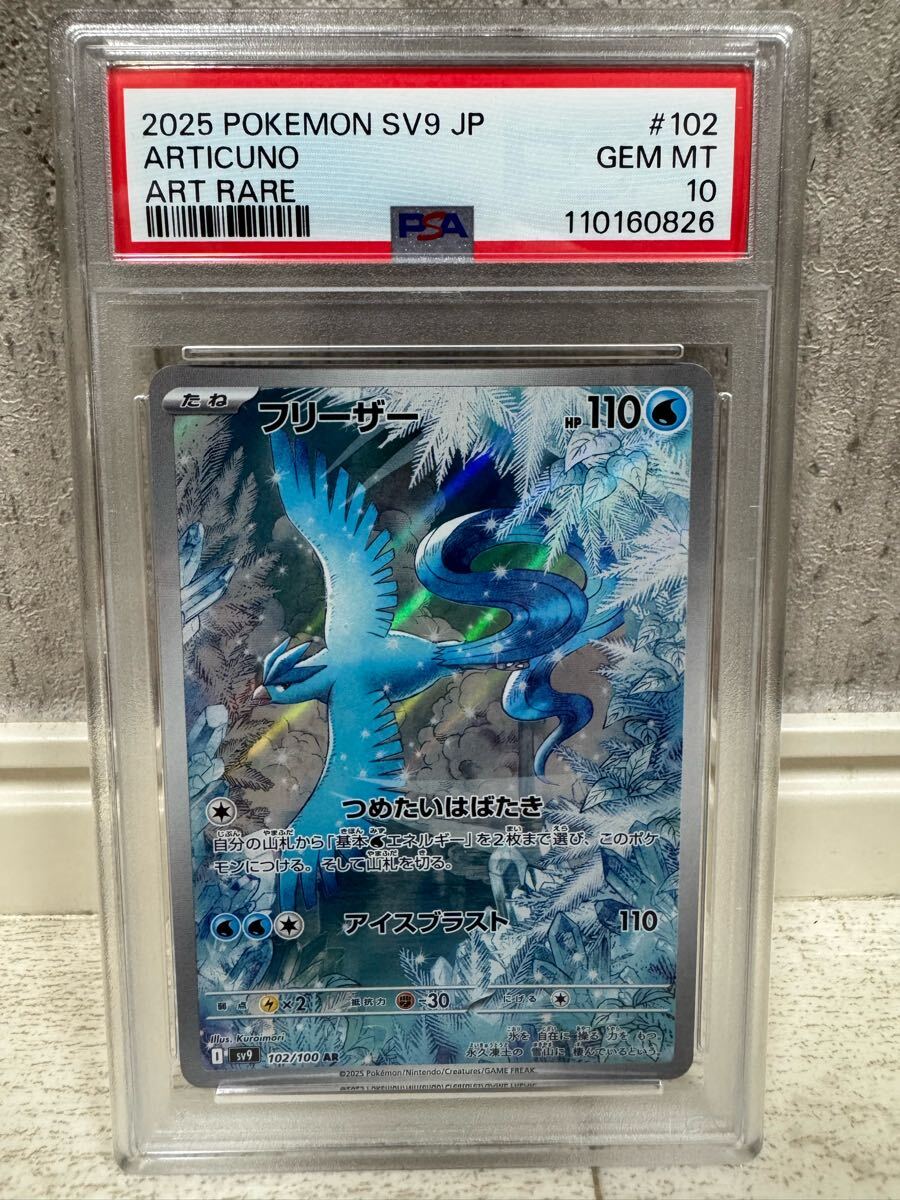 2025 POKEMON SV9 JP #102
ARTICUNO GEM MT
ART RARE 10
PSA 110160826
たね フリーザー HP 110
つめたいはばたき
自分の山札から「基本エネルギー」を2枚まで選び、このポケ
モンにつける。そして山札を切る。
アイスブラスト 110
弱点 ×2 抵抗力 -30 にげる
Illus. Kuroimori
氷を 自在に 操る 力を もつ。
永久凍土の 雪山に 棲んでいるという。
I sv9 102/100 AR
©2025 Pokémon/Nintendo/Creatures/GAME FREAK.